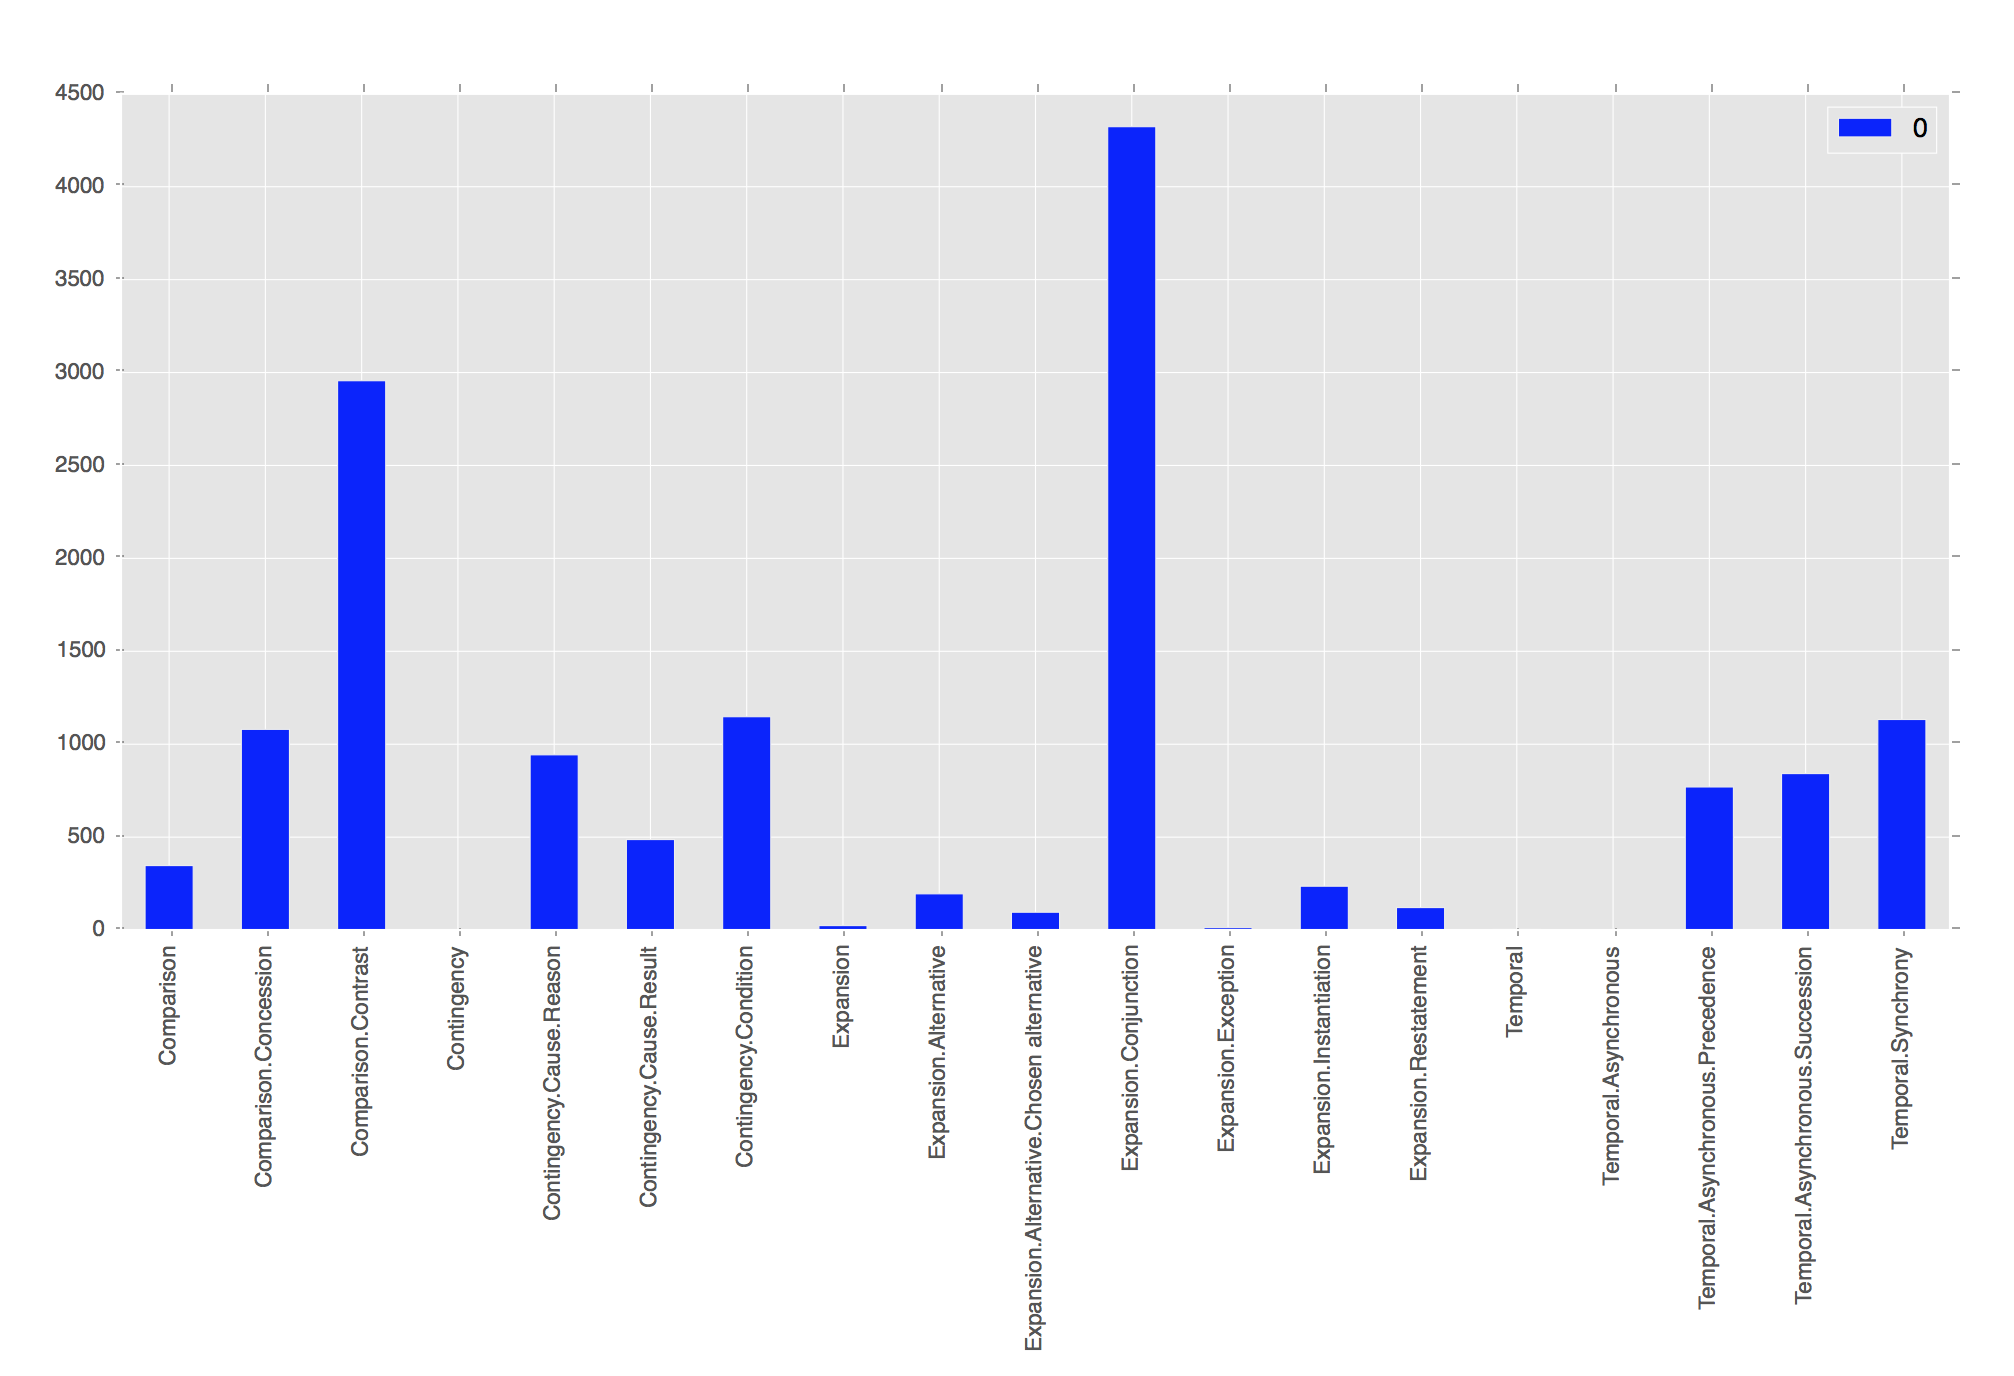 4500
4000
3500
3000
2500
2000
1500
1000
500
0
0
Comparison
Comparison.Concession
Comparison.Contrast
Contingency
Contingency.Cause.Reason
Contingency.Cause.Result
Contingency.Condition
Expansion
Expansion.Alternative
Expansion.Alternative.Chosen alternative
Expansion.Conjunction
Expansion.Exception
Expansion.Instantiation
Expansion.Restatement
Temporal
Temporal.Asynchronous
Temporal.Asynchronous.Precedence
Temporal.Asynchronous.Succession
Temporal.Synchrony